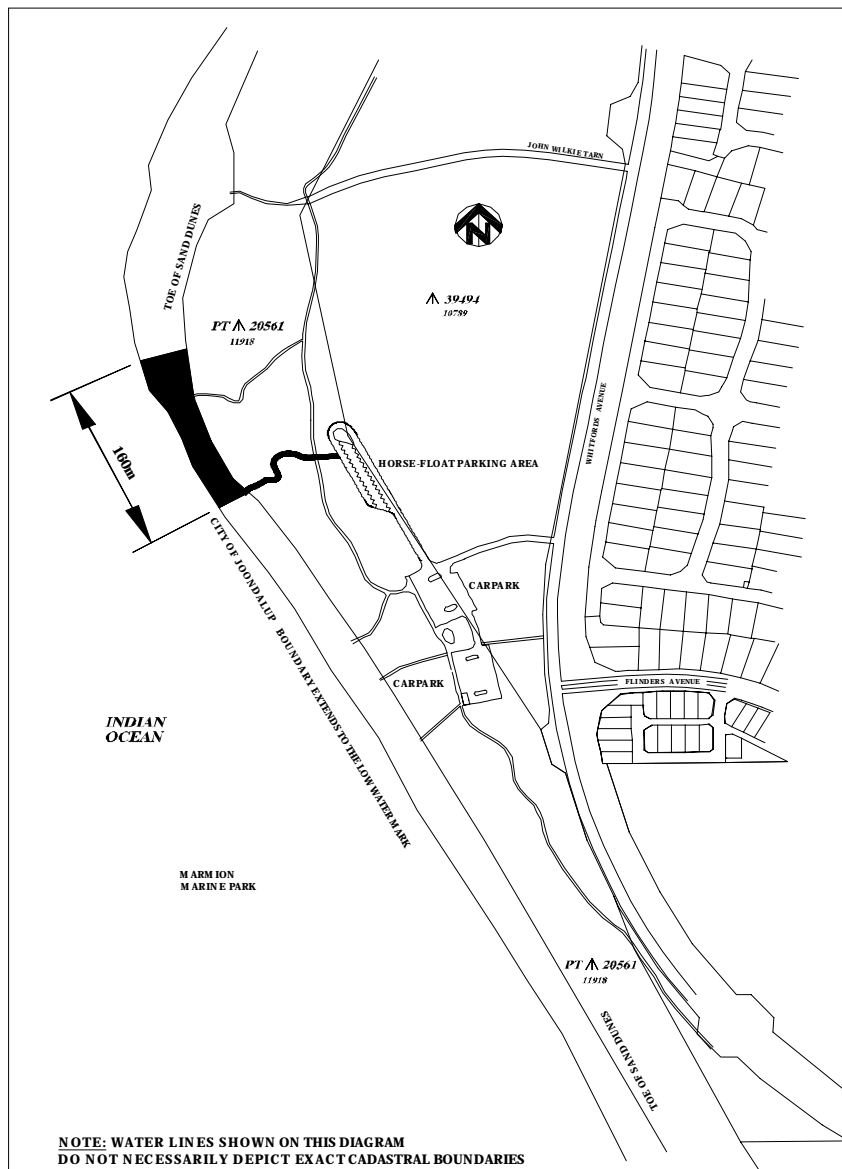 JOHN WILKIE TARN
N
TOE OF SAND DUNES
39494
10789
PT 20561
11918
WHITFORDS AVENUE
160m
HORSE-FLOAT PARKING AREA
CITY OF JOONDALUP BOUNDARY EXTENDS TO THE LOW WATER MARK
CARPARK
CARPARK
FLINDERS AVENUE
INDIAN
OCEAN
MARMION
MARINE PARK
PT 20561
11918
TOE OF SAND DUNES
NOTE: WATER LINES SHOWN ON THIS DIAGRAM
DO NOT NECESSARILY DEPICT EXACT CADASTRAL BOUNDARIES